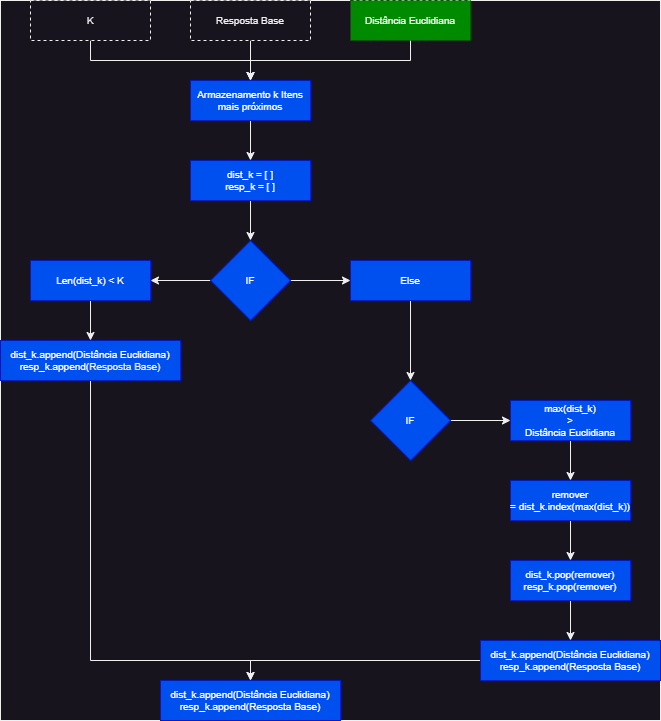 K
Resposta Base
Distância Euclidiana
Armazenamento k Itens
mais próximos
dist_k = [ ]
resp_k = [ ]
Len(dist_k) < K
IF
Else
dist_k.append(Distância Euclidiana)
resp_k.append(Resposta Base)
IF
max(dist_k)
>
Distância Euclidiana
remover
= dist_k.index(max(dist_k))
dist_k.pop(remover)
resp_k.pop(remover)
dist_k.append(Distância Euclidiana)
resp_k.append(Resposta Base)
dist_k.append(Distância Euclidiana)
resp_k.append(Resposta Base)